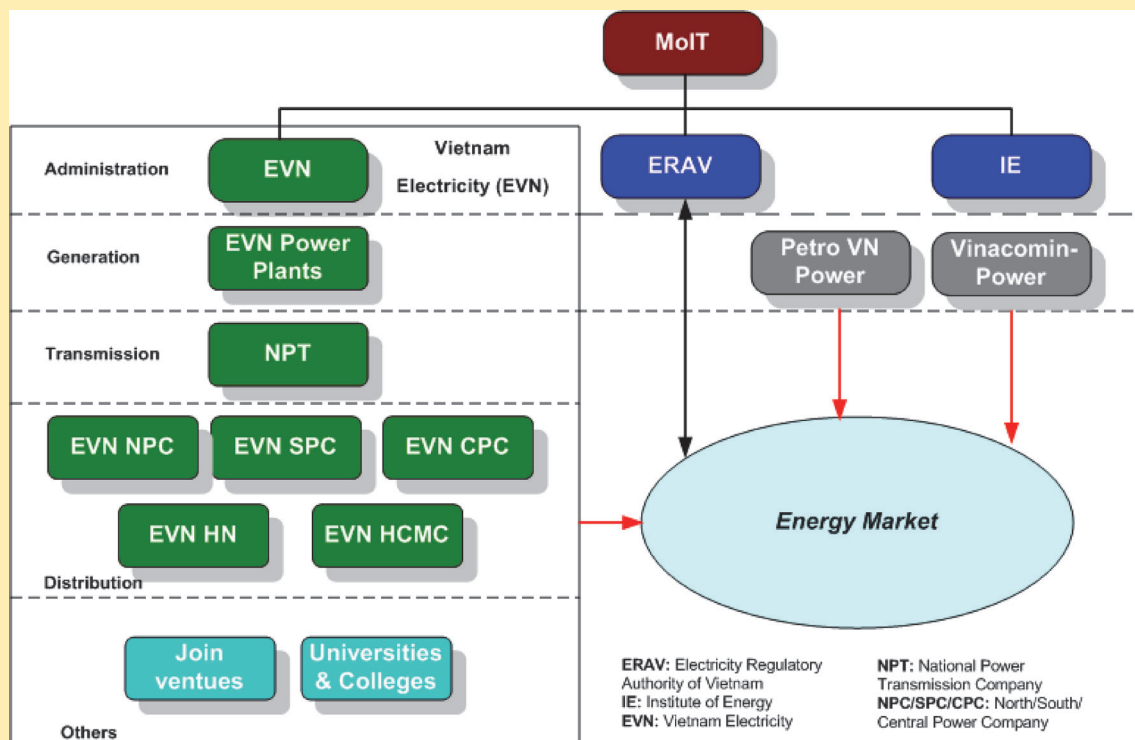 MoIT
Administration
EVN
Vietnam
Electricity (EVN)
ERAV
IE
Generation
EVN Power
Plants
Petro VN
Power
Vinacomin-
Power
Transmission
NPT
EVN NPC
EVN SPC
EVN CPC
EVN HN
EVN HCMC
Distribution
Energy Market
Join
ventues
Universities
& Colleges
Others
ERAV: Electricity Regulatory
Authority of Vietnam
IE: Institute of Energy
EVN: Vietnam Electricity
NPT: National Power
Transmission Company
NPC/SPC/CPC: North/South/
Central Power Company